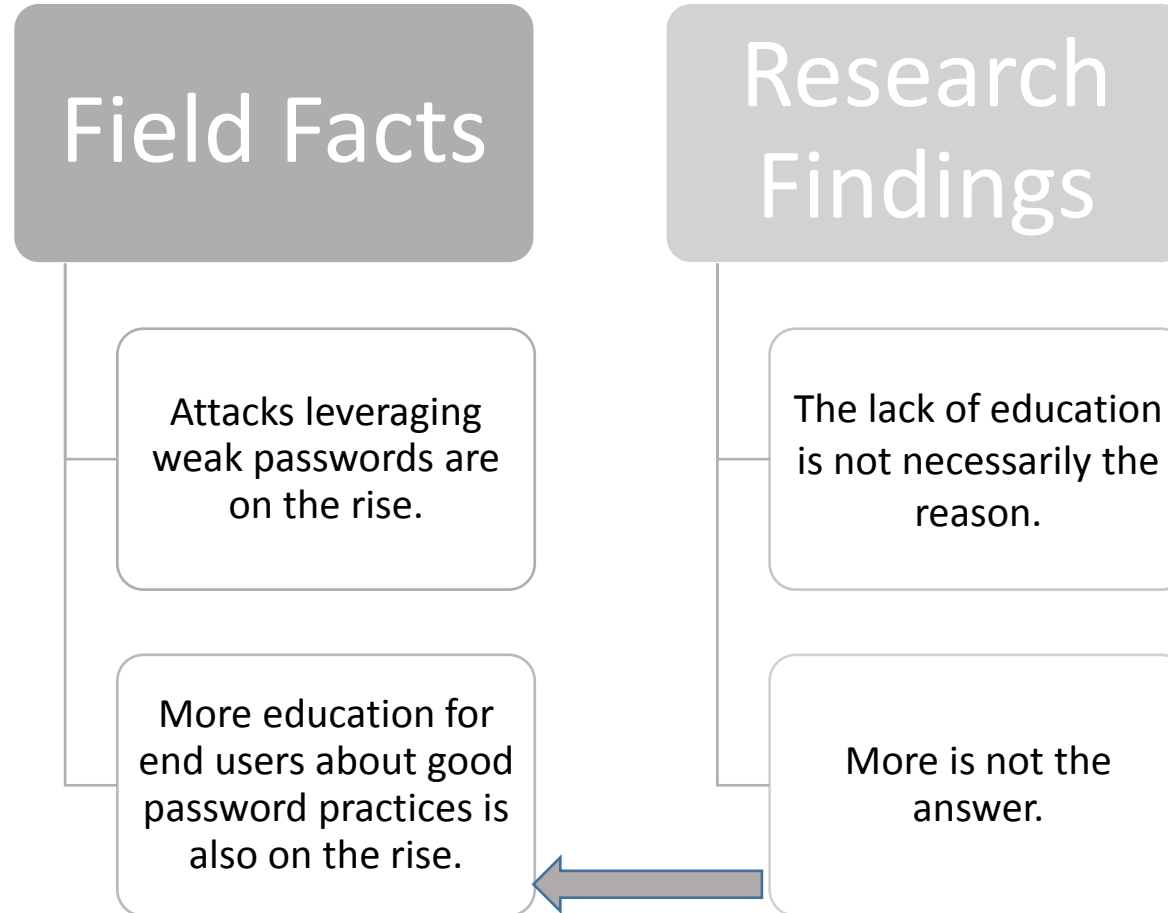 Field Facts
Attacks leveraging
weak passwords are
on the rise.
More education for
end users about good
password practices is
also on the rise.
Research
Findings
The lack of education
is not necessarily the
reason.
More is not the
answer.